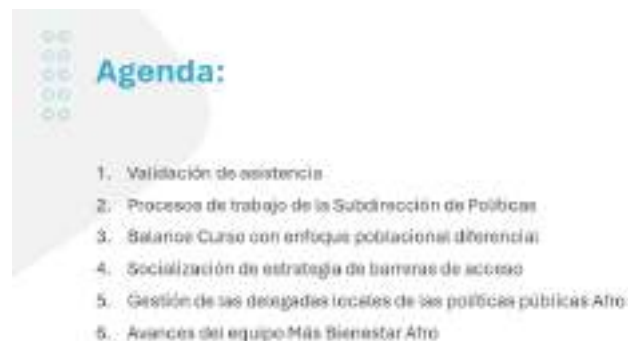 Agenda:
1. Validación de asistencia
2. Procesos de trabajo de la Subdirección de Políticas
3. Balance Curso con enfoque poblacional diferencial
4. Socialización de estrategia de barreras de acceso
5. Gestión de las delegadas locales de las políticas públicas Afro
6. Avances del equipo Más Bienestar Afro